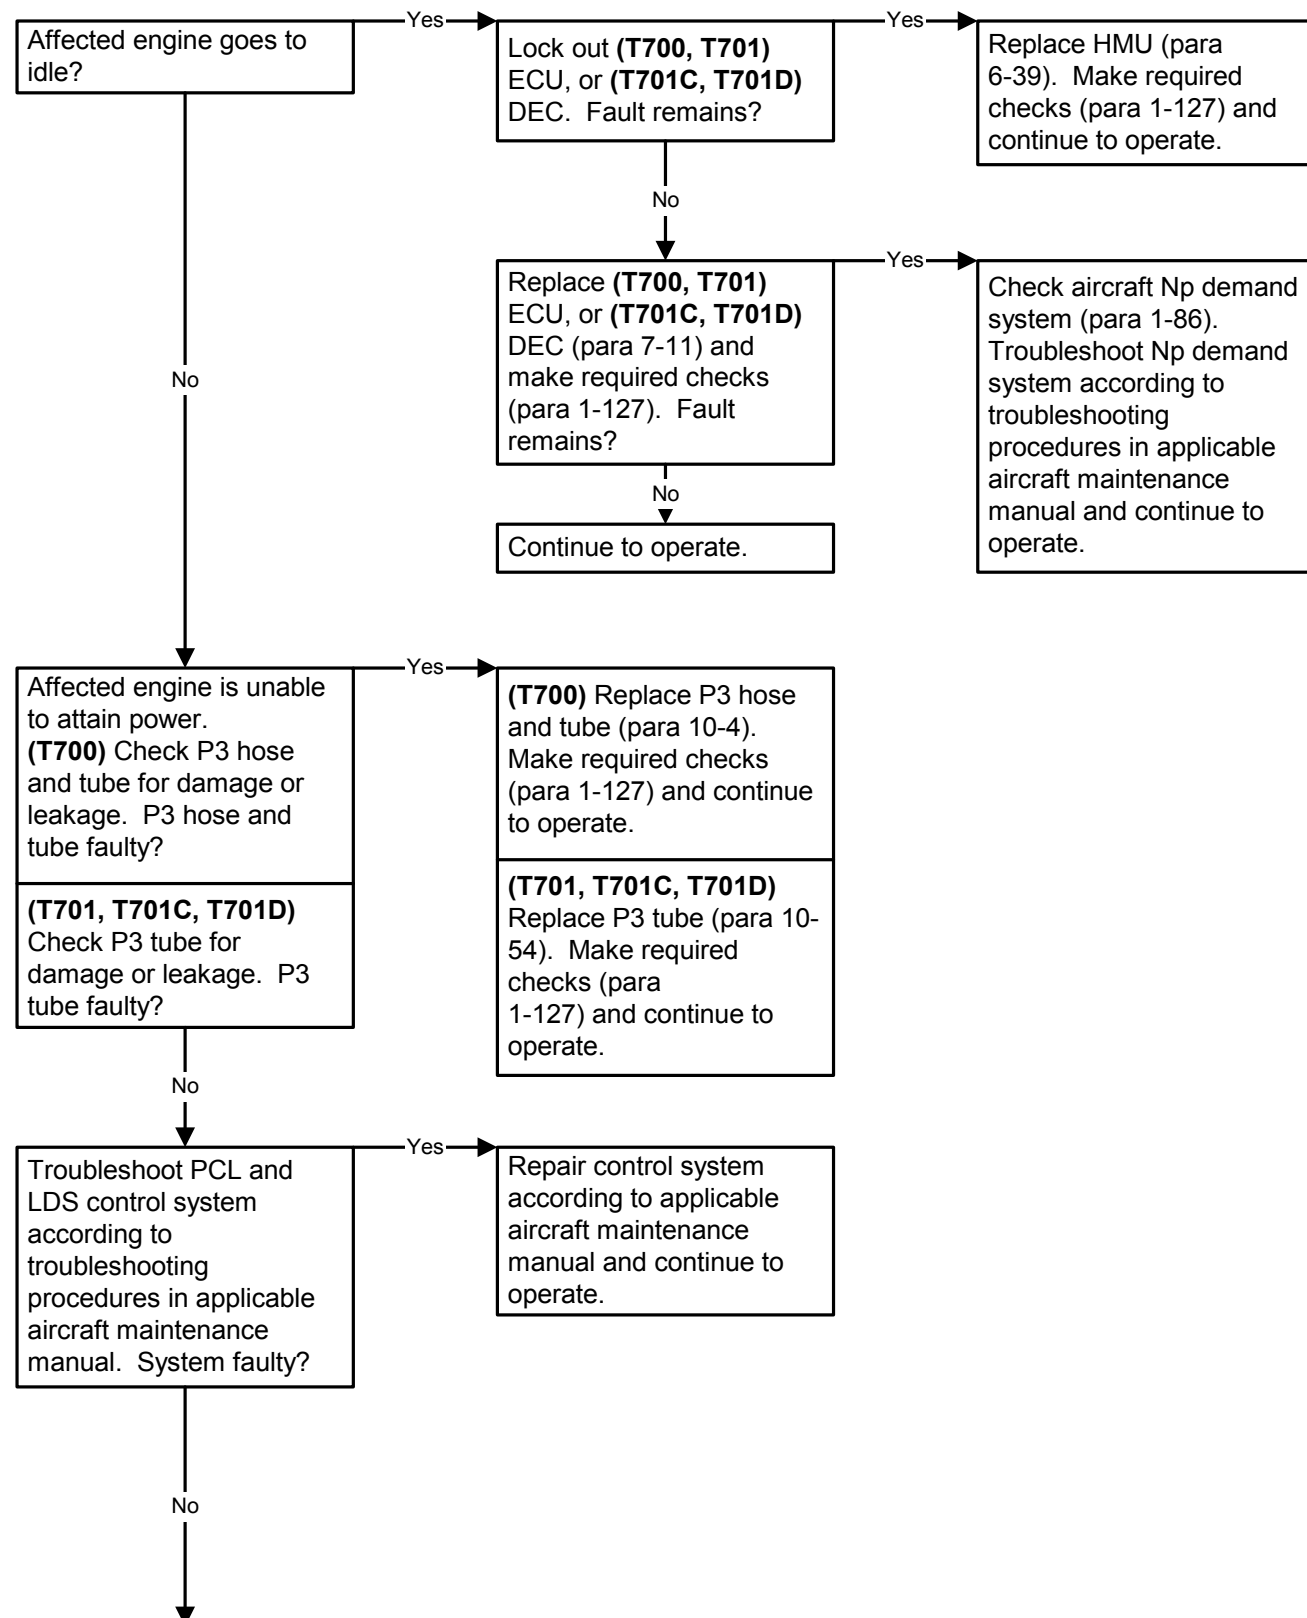 Affected engine goes to
idle?
Yes
Lock out (T700, T701)
ECU, or (T701C, T701D)
DEC.  Fault remains?
Yes
Replace HMU (para
6-39).  Make required
checks (para 1-127) and
continue to operate.
No
No
Replace (T700, T701)
ECU, or (T701C, T701D)
DEC (para 7-11) and
make required checks
(para 1-127).  Fault
remains?
Yes
Check aircraft Np demand
system (para 1-86).
Troubleshoot Np demand
system according to
troubleshooting
procedures in applicable
aircraft maintenance
manual and continue to
operate.
No
Continue to operate.
Affected engine is unable
to attain power.
(T700) Check P3 hose
and tube for damage or
leakage.  P3 hose and
tube faulty?
(T701, T701C, T701D)
Check P3 tube for
damage or leakage.  P3
tube faulty?
Yes
(T700) Replace P3 hose
and tube (para 10-4).
Make required checks
(para 1-127) and continue
to operate.
(T701, T701C, T701D)
Replace P3 tube (para 10-
54).  Make required
checks (para
1-127) and continue to
operate.
No
Troubleshoot PCL and
LDS control system
according to
troubleshooting
procedures in applicable
aircraft maintenance
manual.  System faulty?
Yes
Repair control system
according to applicable
aircraft maintenance
manual and continue to
operate.
No